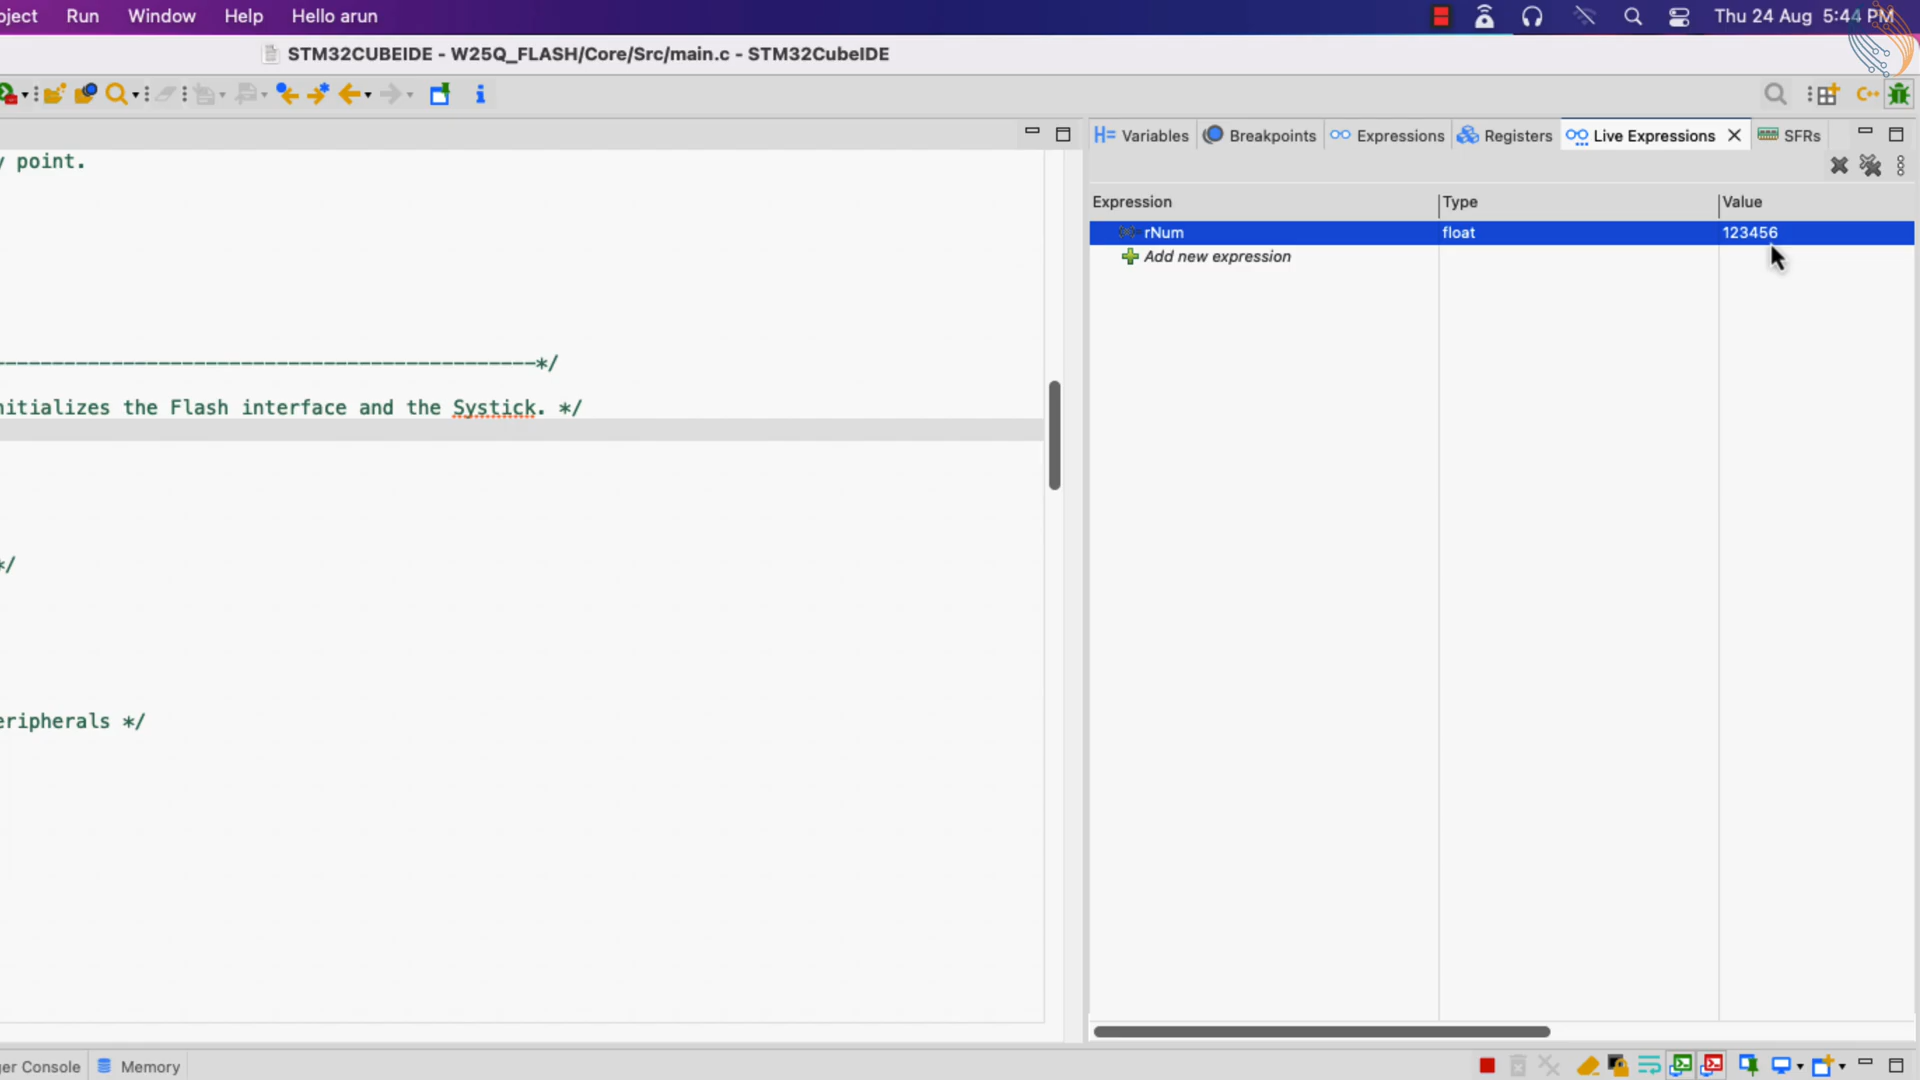 oject Run Window Help Hello arun Thu 24 Aug 5:44 PM
STM32CUBEIDE - W25Q_FLASH/Core/Src/main.c - STM32CubeIDE
Variables Breakpoints Expressions Registers Live Expressions SFRs
y point.
Expression Type Value
rNum float 123456
Add new expression
----------------------------------------------*/
nitializes the Flash interface and the Systick. */
*/
eripherals */
ger Console Memory